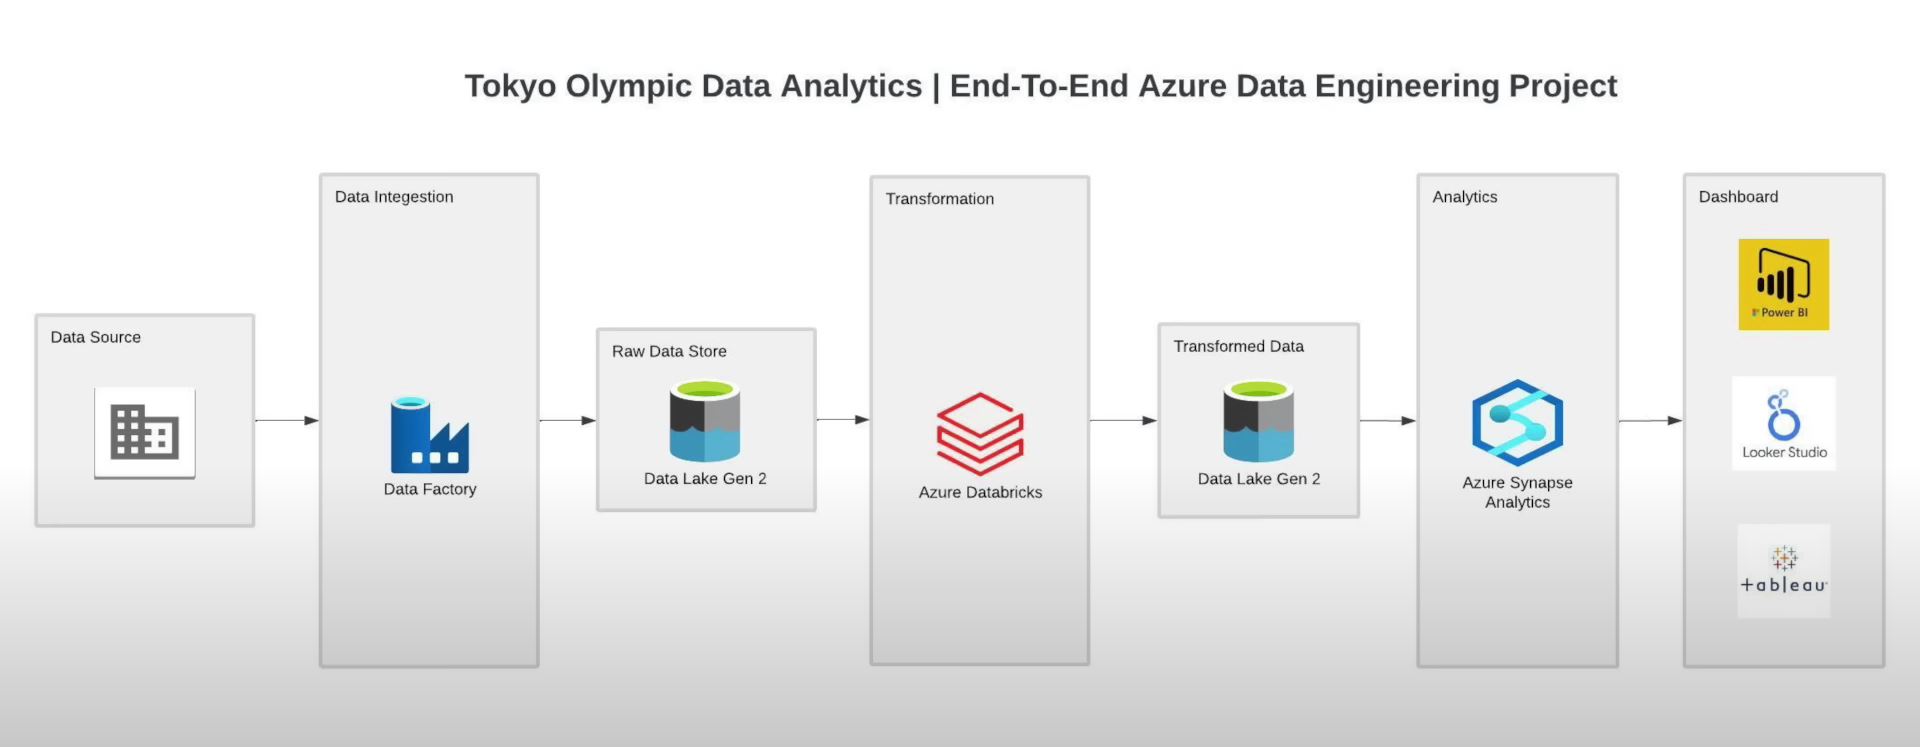 Tokyo Olympic Data Analytics | End-To-End Azure Data Engineering Project
Data Source
Data Integestion
Data Factory
Raw Data Store
Data Lake Gen 2
Transformation
Azure Databricks
Transformed Data
Data Lake Gen 2
Analytics
Azure Synapse
Analytics
Dashboard
Power BI
Looker Studio
+ableau